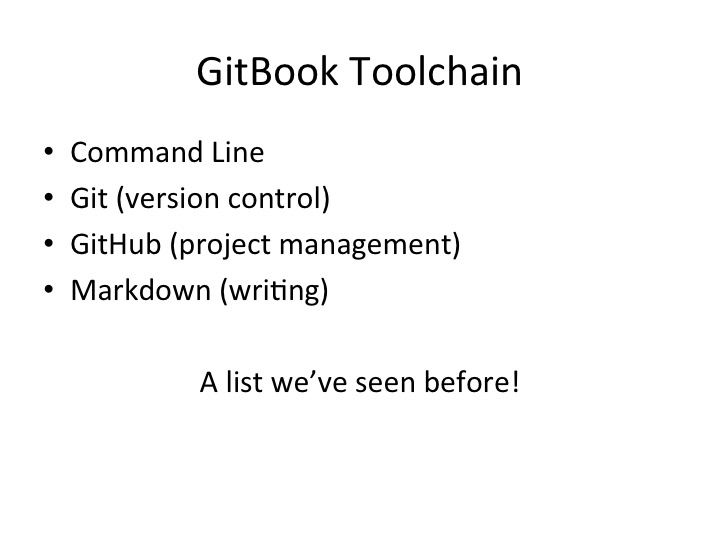 GitBook Toolchain
• Command Line
• Git (version control)
• GitHub (project management)
• Markdown (writing)
A list we’ve seen before!